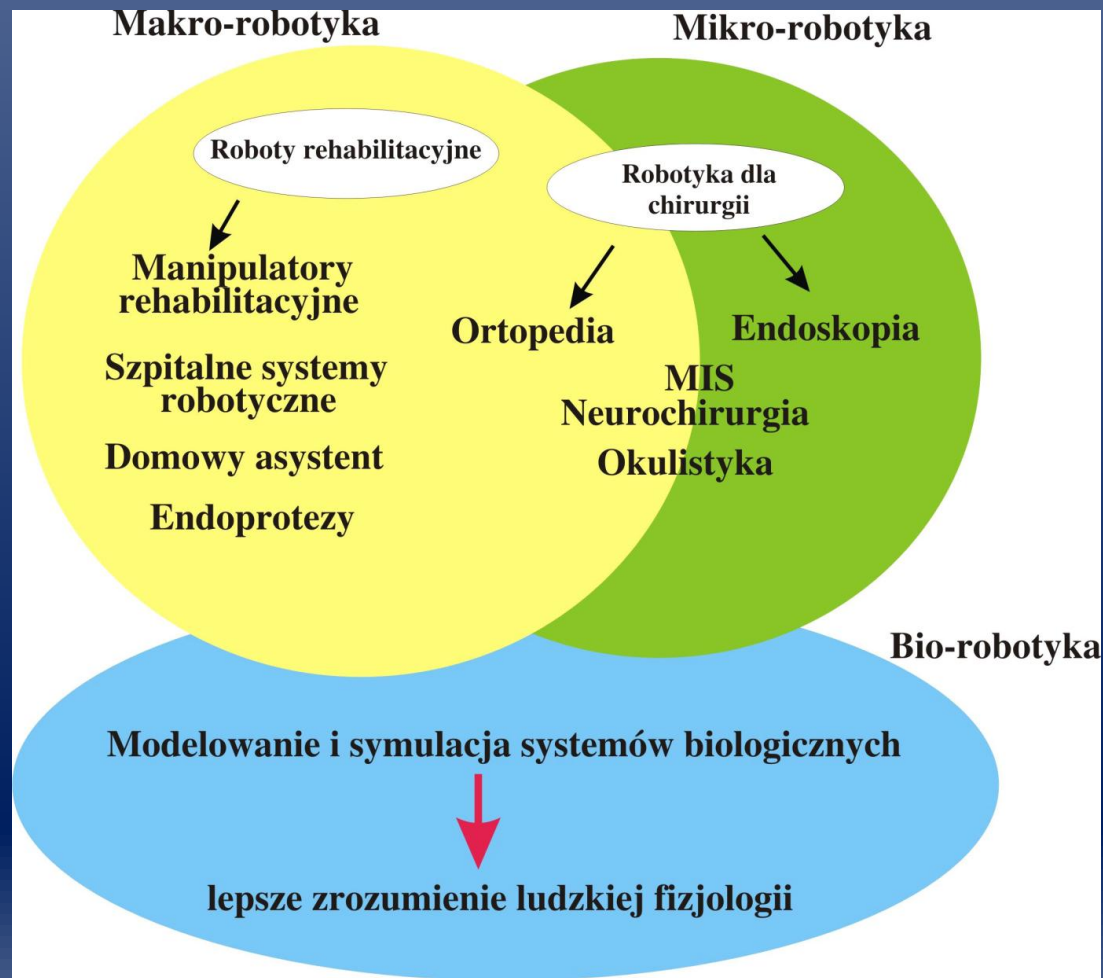 Makro-robotyka
Mikro-robotyka
Roboty rehabilitacyjne
Robotyka dla
chirurgii
Manipulatory
rehabilitacyjne
Szpitalne systemy
robotyczne
Domowy asystent
Endoprotezy
Ortopedia
Endoskopia
MIS
Neurochirurgia
Okulistyka
Bio-robotyka
Modelowanie i symulacja systemów biologicznych
lepsze zrozumienie ludzkiej fizjologii